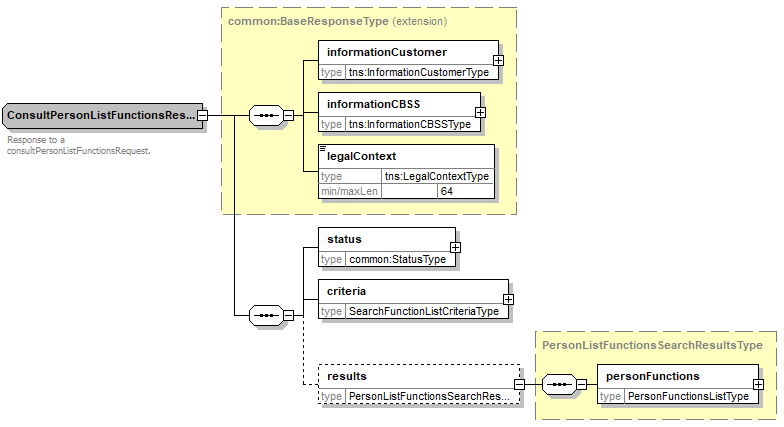 common:BaseResponseType (extension)
informationCustomer
type tns:InformationCustomerType
ConsultPersonListFunctionsRes...
Response to a
consultPersonListFunctionsRequest.
informationCBSS
type tns:InformationCBSSType
legalContext
type tns:LegalContextType
min/maxLen 64
status
type common:StatusType
criteria
type SearchFunctionListCriteriaType
results
type PersonListFunctionsSearchRes...
PersonListFunctionsSearchResultsType
personFunctions
type PersonFunctionsListType